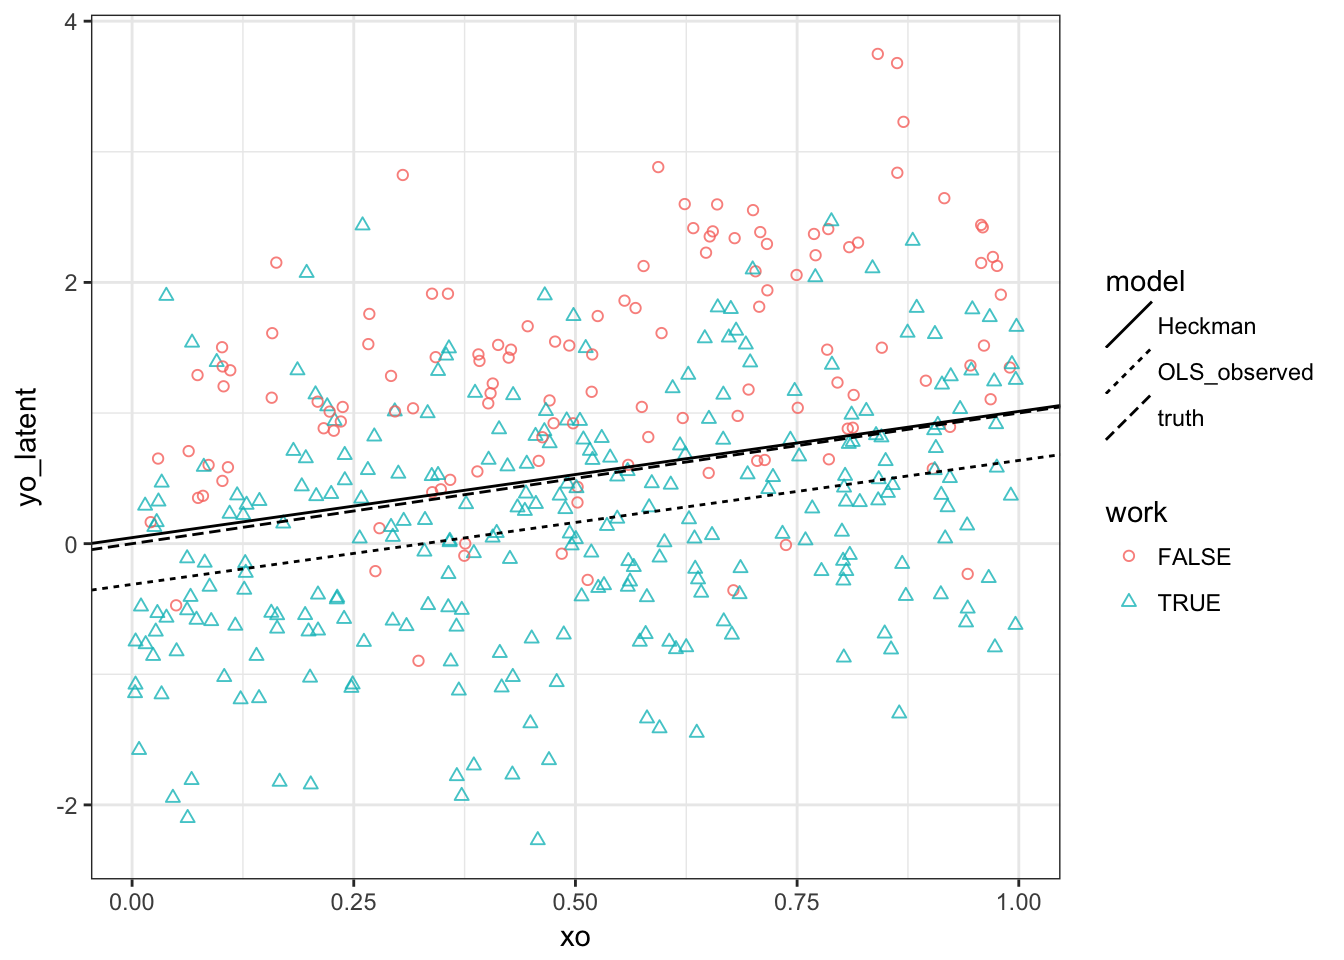 4
2
0
-2
yo_latent
0.00
0.25
0.50
0.75
1.00
xo
model
Heckman
OLS_observed
truth
work
FALSE
TRUE